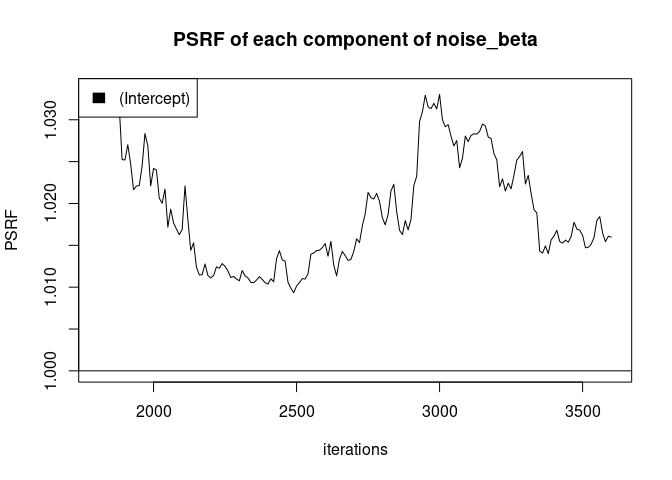 PSRF of each component of noise_beta
(Intercept)
PSRF
1.030
1.020
1.010
1.000
2000 2500 3000 3500
iterations